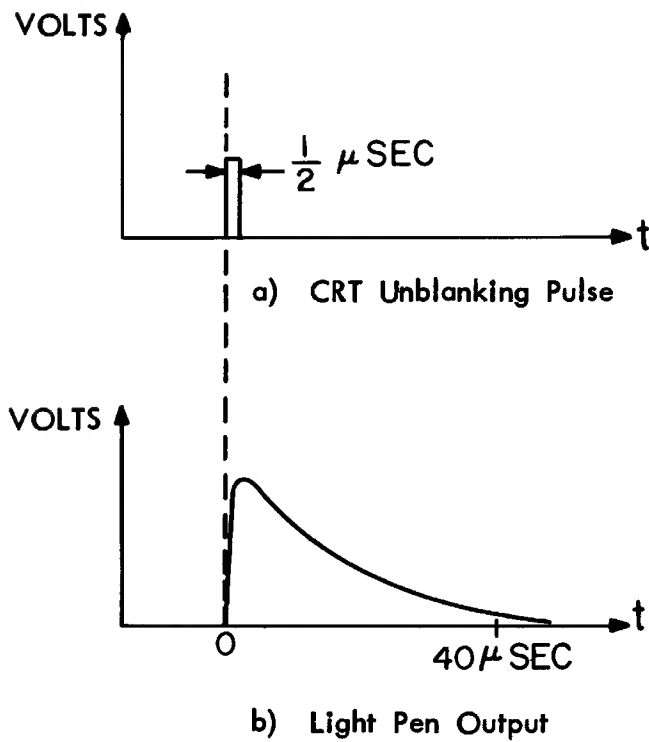 VOLTS
1/2 μ SEC
t
a) CRT Unblanking Pulse
VOLTS
t
0
40 μ SEC
b) Light Pen Output